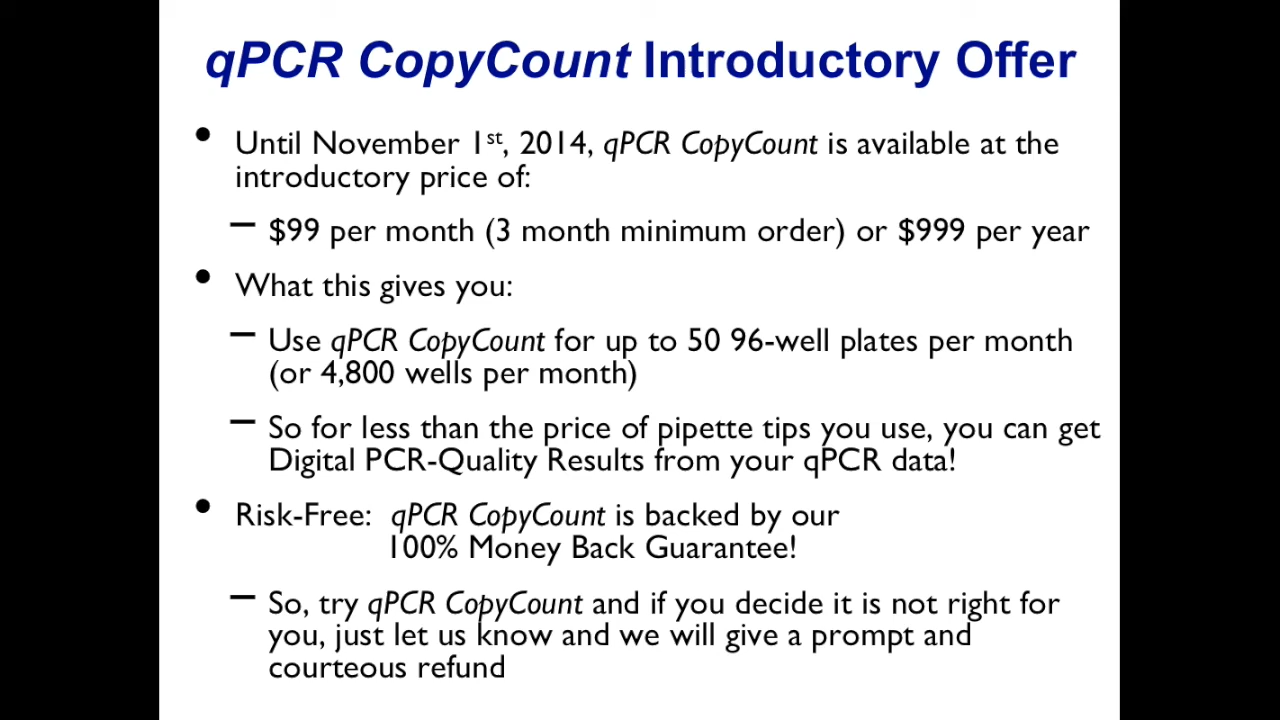 qPCR CopyCount Introductory Offer
• Until November 1st, 2014, qPCR CopyCount is available at the
introductory price of:
– $99 per month (3 month minimum order) or $999 per year
• What this gives you:
– Use qPCR CopyCount for up to 50 96-well plates per month
(or 4,800 wells per month)
– So for less than the price of pipette tips you use, you can get
Digital PCR-Quality Results from your qPCR data!
• Risk-Free: qPCR CopyCount is backed by our
100% Money Back Guarantee!
– So, try qPCR CopyCount and if you decide it is not right for
you, just let us know and we will give a prompt and
courteous refund